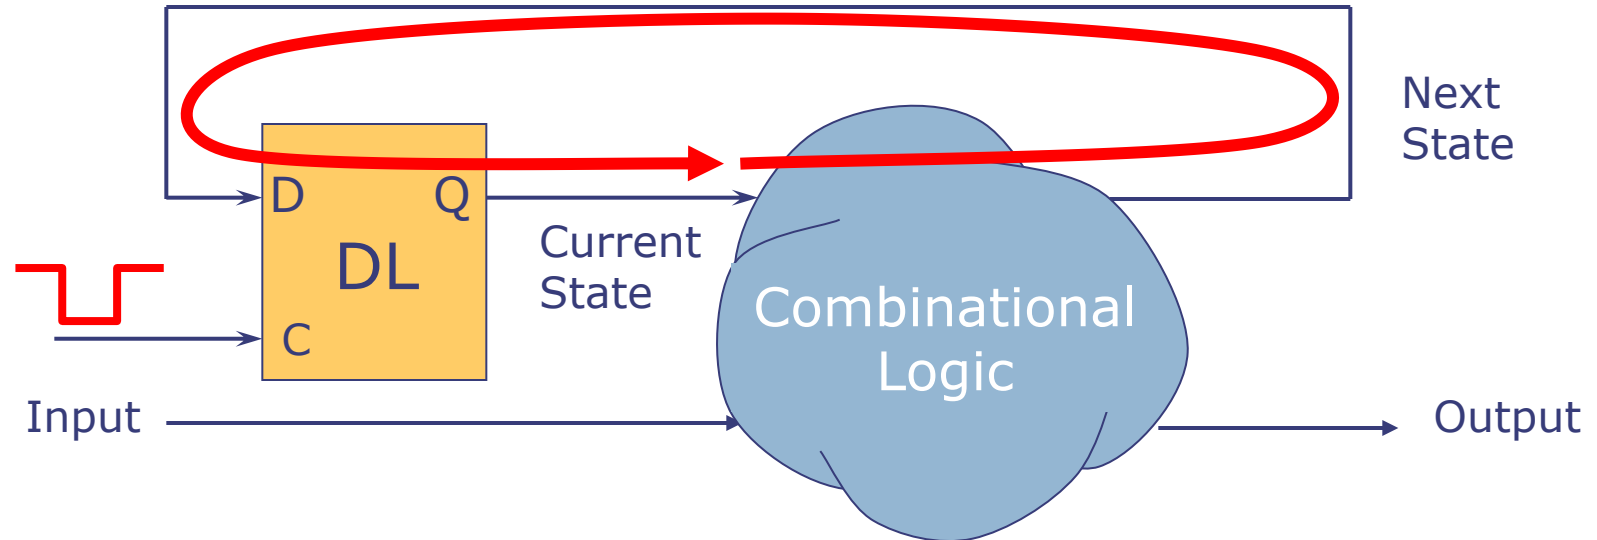 Next
State
D
Q
DL
Current
State
C
Combinational
Logic
Input
Output